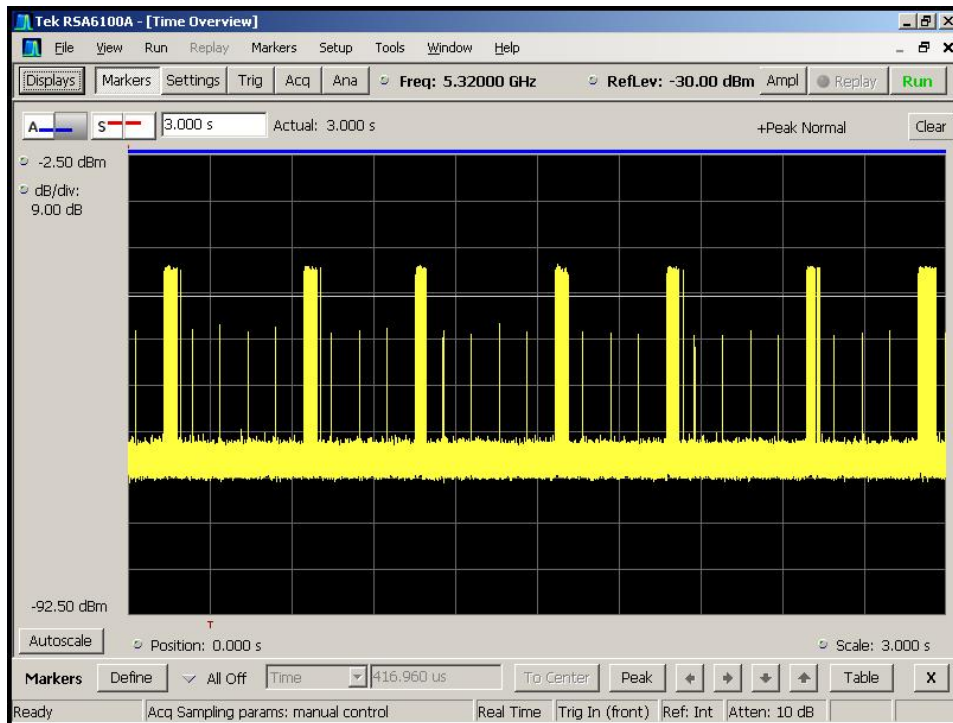 Tek RSA6100A - [Time Overview]
File View Run Replay Markers Setup Tools Window Help
Displays Markers Settings Trig Acq Ana Freq: 5.32000 GHz RefLev: -30.00 dBm Ampl Replay Run
A S 3.000 s Actual: 3.000 s +Peak Normal Clear
-2.50 dBm
dB/div:
9.00 dB
-92.50 dBm
T
Autoscale Position: 0.000 s Scale: 3.000 s
Markers Define All Off Time 416.960 us To Center Peak Table X
Ready Acq Sampling params: manual control Real Time Trig In (front) Ref: Int Atten: 10 dB